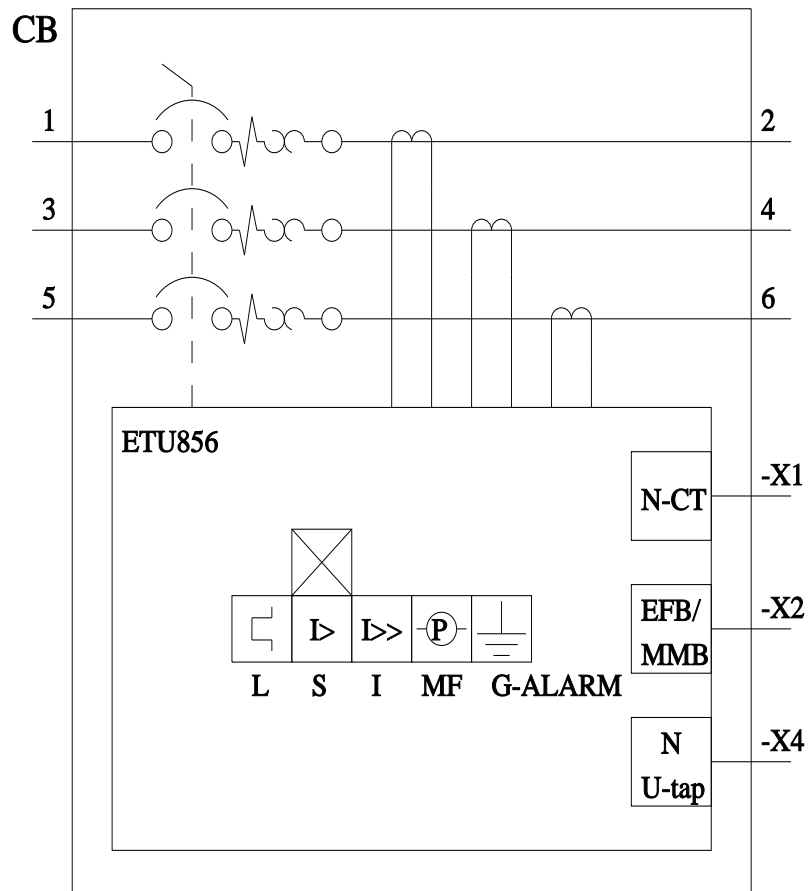 CB
1
2
3
4
5
6
ETU856
N-CT
-X1
EFB/
MMB
-X2
I>
I>>
P
L
S
I
MF
G-ALARM
N
U-tap
-X4